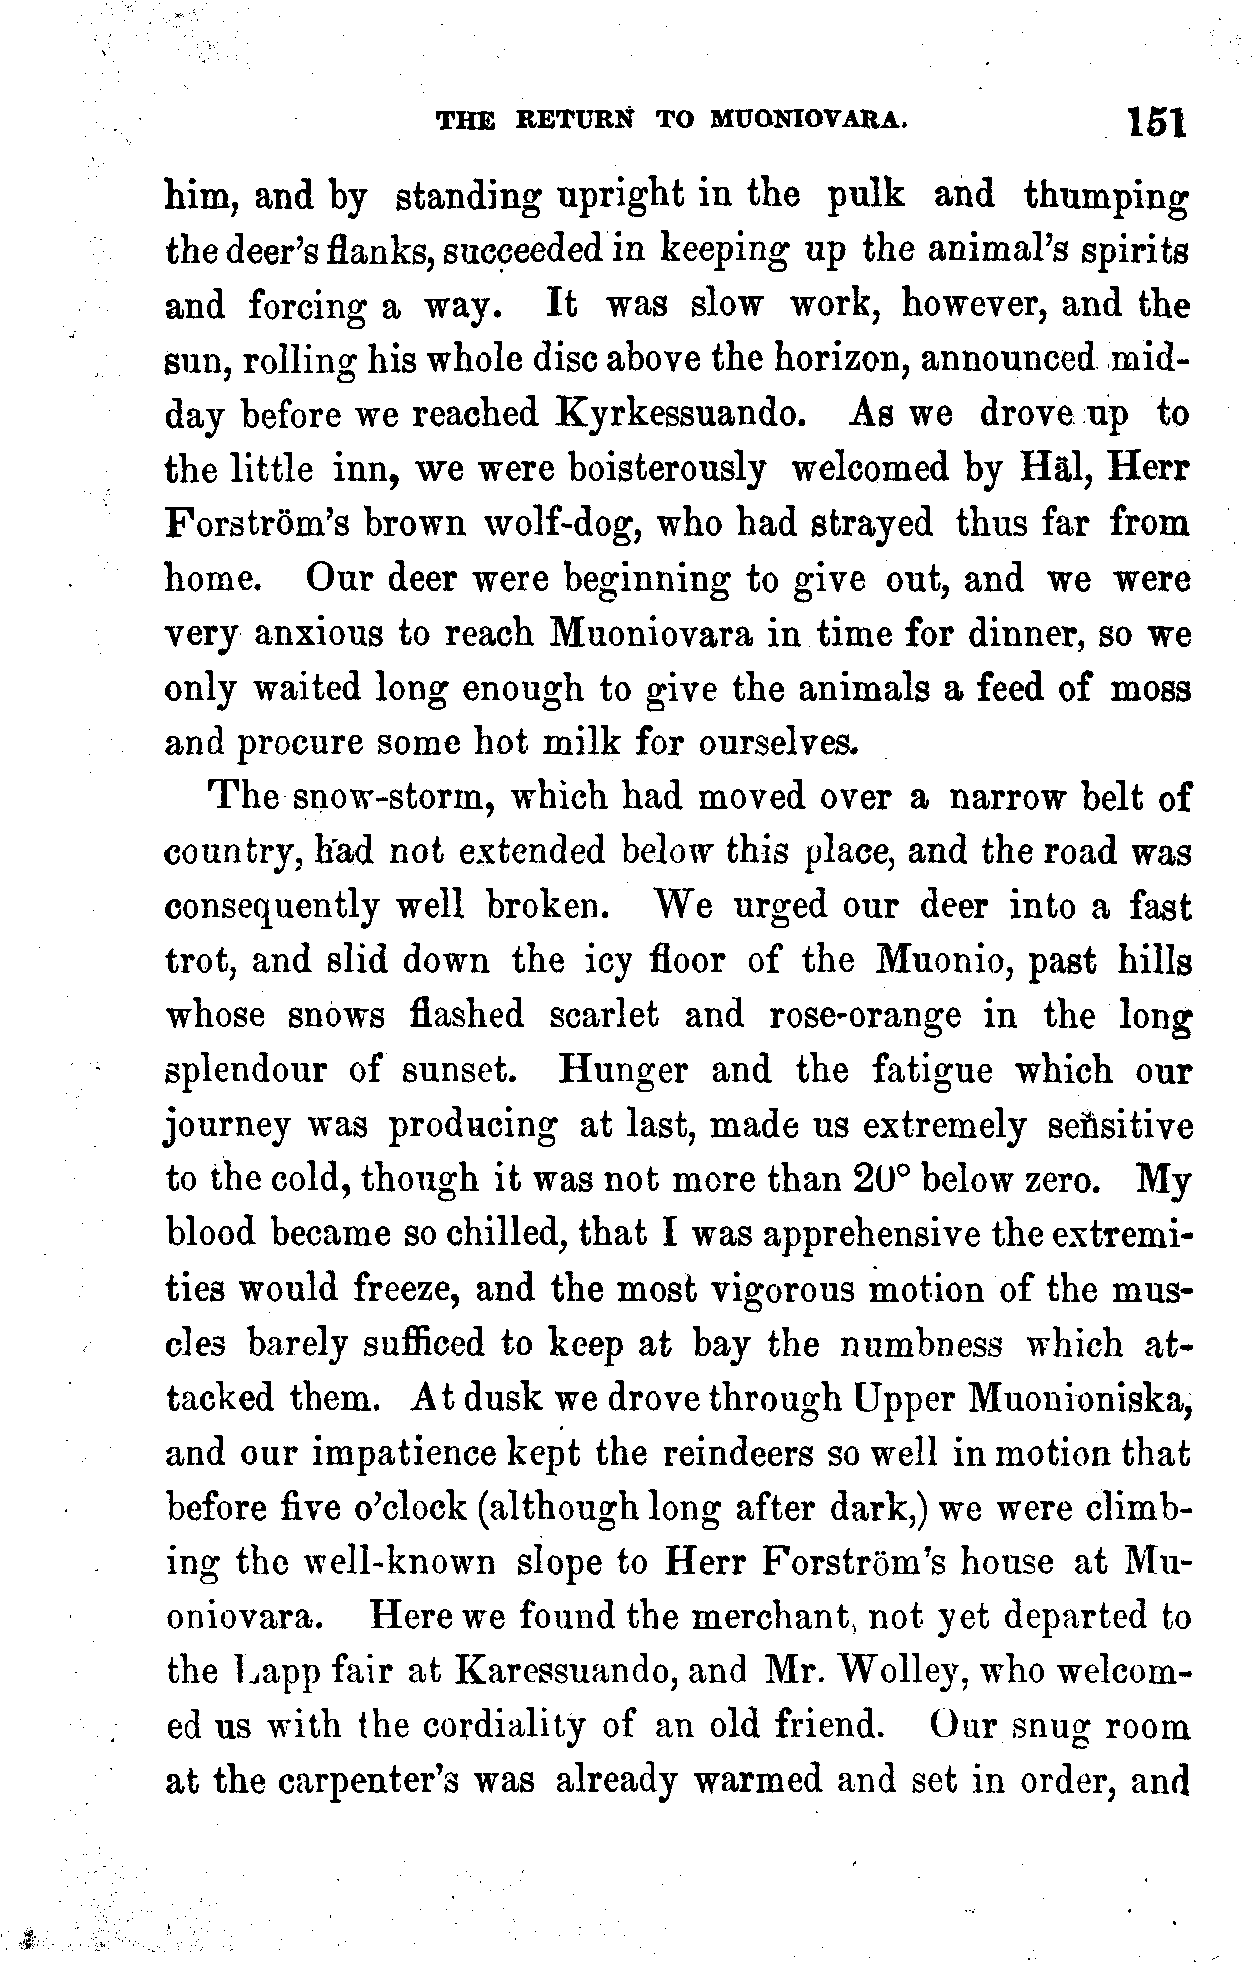 THE RETURN TO MUONIOVARA. 151
him, and by standing upright in the pulk and thumping
the deer's flanks, succeeded in keeping up the animal's spirits
and forcing a way. It was slow work, however, and the
sun, rolling his whole disc above the horizon, announced mid-
day before we reached Kyrkessuando. As we drove up to
the little inn, we were boisterously welcomed by Häl, Herr
Forström's brown wolf-dog, who had strayed thus far from
home. Our deer were beginning to give out, and we were
very anxious to reach Muoniovara in time for dinner, so we
only waited long enough to give the animals a feed of moss
and procure some hot milk for ourselves.
The snow-storm, which had moved over a narrow belt of
country, had not extended below this place, and the road was
consequently well broken. We urged our deer into a fast
trot, and slid down the icy floor of the Muonio, past hills
whose snows flashed scarlet and rose-orange in the long
splendour of sunset. Hunger and the fatigue which our
journey was producing at last, made us extremely sensitive
to the cold, though it was not more than 20° below zero. My
blood became so chilled, that I was apprehensive the extremi-
ties would freeze, and the most vigorous motion of the mus-
cles barely sufficed to keep at bay the numbness which at-
tacked them. At dusk we drove through Upper Muonioniska,
and our impatience kept the reindeers so well in motion that
before five o'clock (although long after dark,) we were climb-
ing the well-known slope to Herr Forström's house at Mu-
oniovara. Here we found the merchant, not yet departed to
the Lapp fair at Karessuando, and Mr. Wolley, who welcom-
ed us with the cordiality of an old friend. Our snug room
at the carpenter's was already warmed and set in order, and